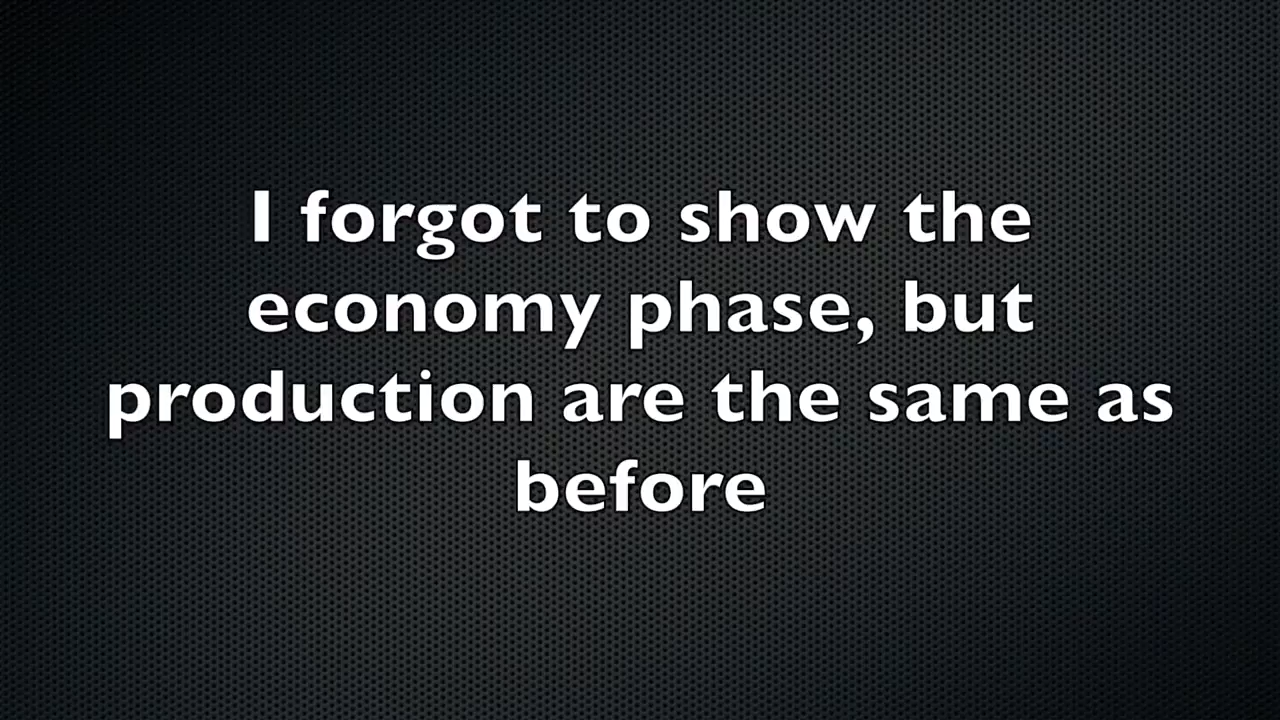 I forgot to show the
economy phase, but
production are the same as
before